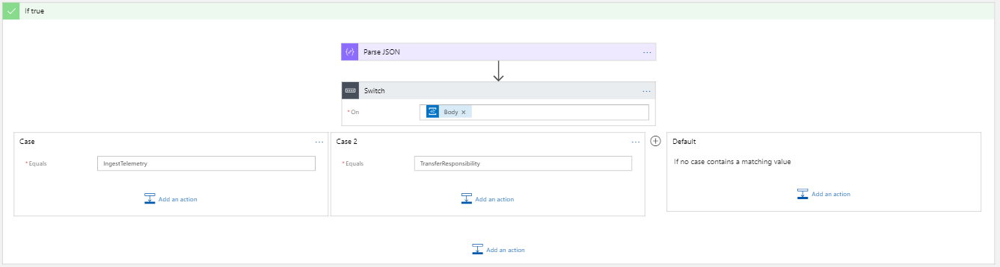 If true
Parse JSON
...
Switch
...
* On
Body ×
Case
...
Case 2
...
Default
* Equals
IngestTelemetry
* Equals
TransferResponsibility
If no case contains a matching value
Add an action
Add an action
Add an action
Add an action